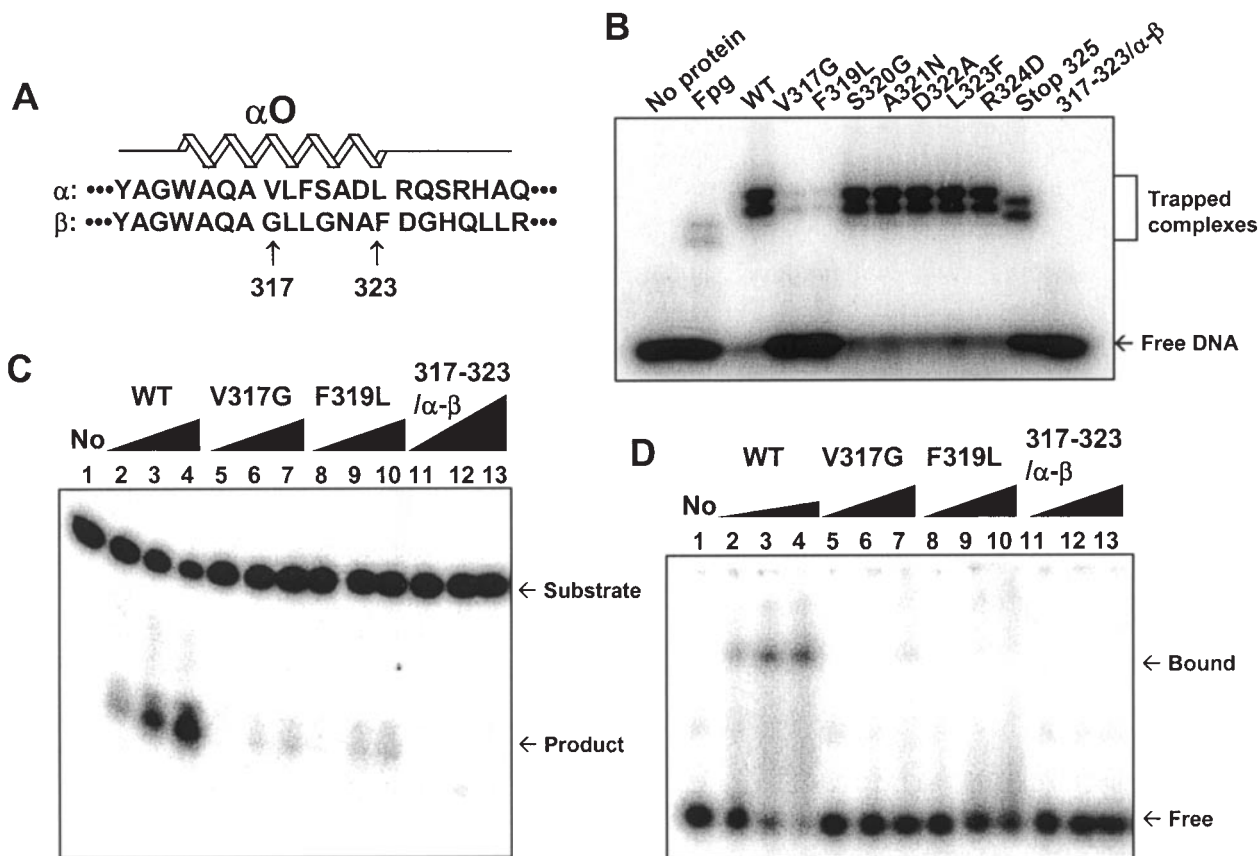 A
αO
α: •••YAGWAQA VLFSADL RQSRHAQ•••
β: •••YAGWAQA GLLGNAF DGHQLLR•••
↑ ↑
317 323
B
No protein
Fpg
WT
V317G
F319L
S320G
A321N
D322A
L323F
R324D
Stop 325
317-323/α-β
Trapped
complexes
← Free DNA
C
WT V317G F319L 317-323
/α-β
No
1 2 3 4 5 6 7 8 9 10 11 12 13
← Substrate
← Product
D
WT V317G F319L 317-323
/α-β
No
1 2 3 4 5 6 7 8 9 10 11 12 13
← Bound
← Free